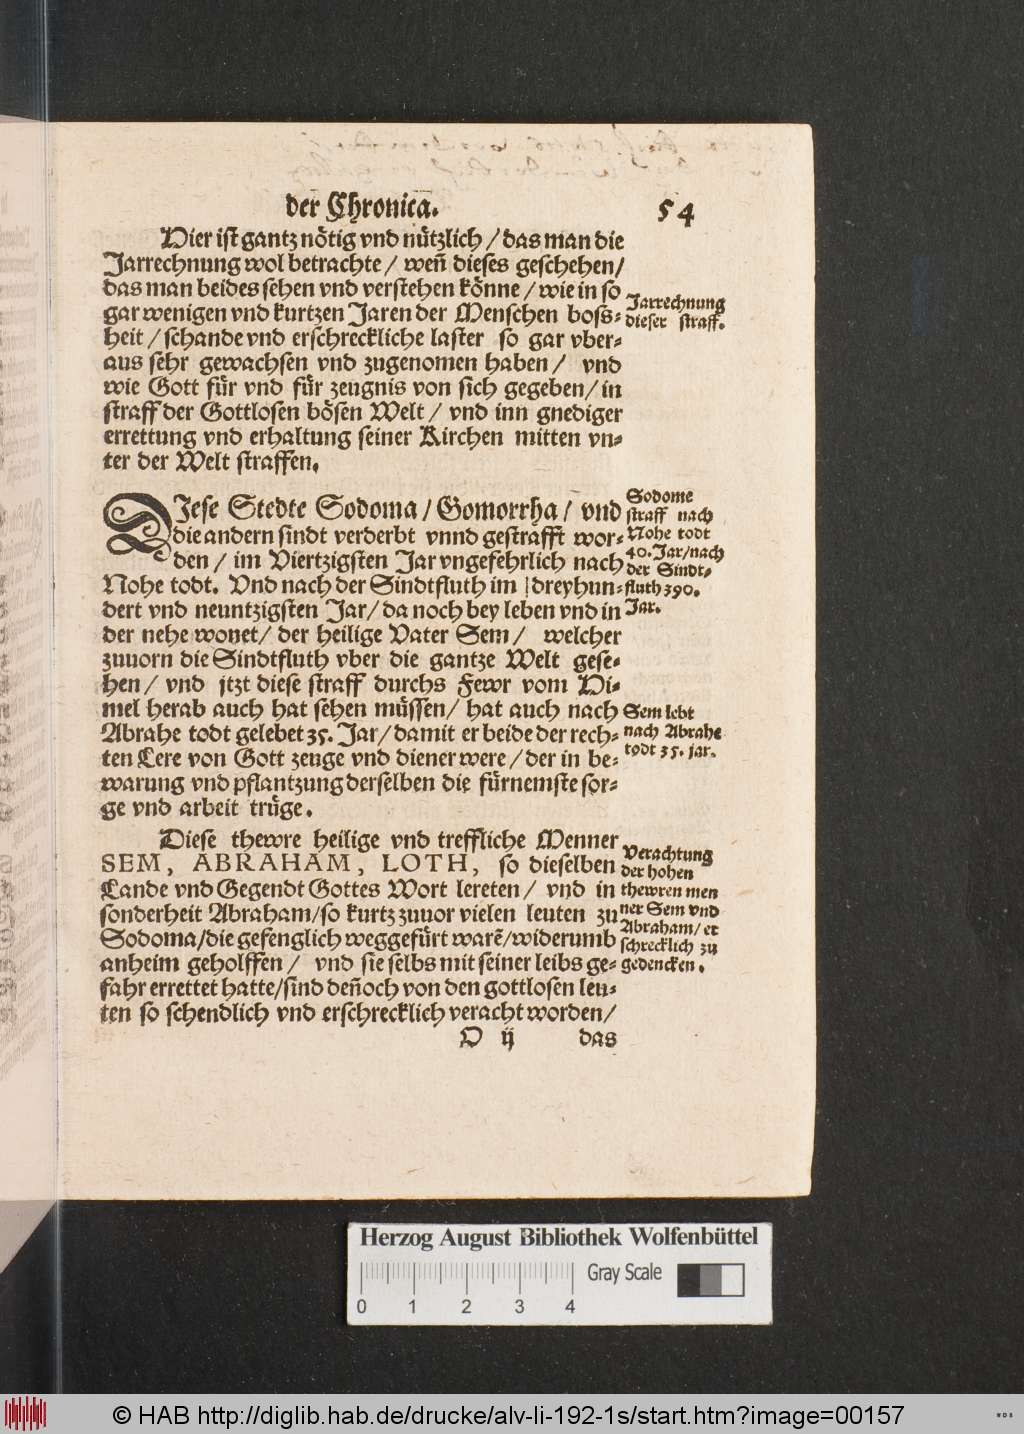 der Chronica.
54
Hier ist gantz nötig vnd nützlich / das man die
Jarrechnung wol betrachte / weñ dieses geschehen /
das man beides sehen vnd verstehen könne / wie in so
gar wenigen vnd kurtzen Jaren der Menschen boss-
heit / schande vnd erschreckliche laster so gar vber-
aus sehr gewachsen vnd zugenomen haben / vnd
wie Gott für vnd für zeugnis von sich gegeben / in
straff der Gottlosen bösen Welt / vnd inn gnediger
errettung vnd erhaltung seiner Kirchen mitten vn-
ter der Welt straffen.
Jarrechnung
dieser straff.
DJese Stedte Sodoma / Gomorrha / vnd
die andern sindt verderbt vnnd gestrafft wor-
den / im Viertzigsten Jar vngefehrlich nach
Nohe todt. Vnd nach der Sindtfluth im dreyhun-
dert vnd neuntzigsten Jar / da noch bey leben vnd in
der nehe wonet / der heilige Vater Sem / welcher
zuuorn die Sindtfluth vber die gantze Welt gese-
hen / vnd jtzt diese straff durchs Fewr vom Hi-
mel herab auch hat sehen müssen / hat auch nach
Abrahe todt gelebet 35. Jar / damit er beide der rech-
ten Lere von Gott zeuge vnd diener were / der in be-
warung vnd pflantzung derselben die fürnemste sor-
ge vnd arbeit trüge.
Sodome
straff nach
Nohe todt
40. Jar / nach
der Sindt-
fluth 390.
Jar.
Sem lebt
nach Abrahe
todt 35. jar.
Diese thewre heilige vnd treffliche Menner
SEM, ABRAHAM, LOTH, so dieselben
Lande vnd Gegendt Gottes Wort lereten / vnd in
sonderheit Abraham / so kurtz zuuor vielen leuten zu
Sodoma / die gefenglich weggefürt warẽ / widerumb
anheim geholffen / vnd sie selbs mit seiner leibs ge-
fahr errettet hatte / sind deñoch von den gottlosen leu-
ten so schendlich vnd erschrecklich veracht worden /
Verachtung
der hohen
thewren men
ner Sem vnd
Abraham / er
schrecklich zu
gedencken.
O ij das
Herzog August Bibliothek Wolfenbüttel
Gray Scale
0 1 2 3 4
© HAB http://diglib.hab.de/drucke/alv-li-192-1s/start.htm?image=00157